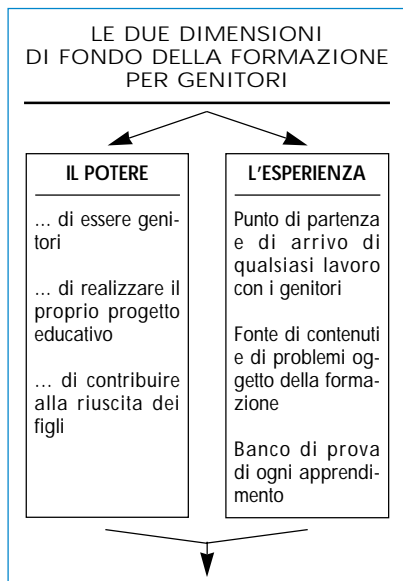 LE DUE DIMENSIONI
DI FONDO DELLA FORMAZIONE
PER GENITORI
IL POTERE
... di essere geni-
tori
... di realizzare il
proprio progetto
educativo
... di contribuire
alla riuscita dei
figli
L'ESPERIENZA
Punto di partenza
e di arrivo di
qualsiasi lavoro
con i genitori
Fonte di contenuti
e di problemi og-
ggetto della forma-
zione
Banco di prova
di ogni apprendi-
mento